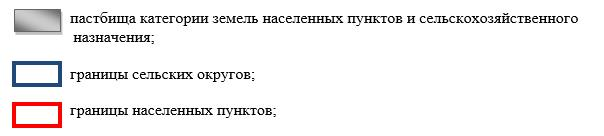 пастбища категории земель населенных пунктов и сельскохозяйственного
назначения;
границы сельских округов;
границы населенных пунктов;